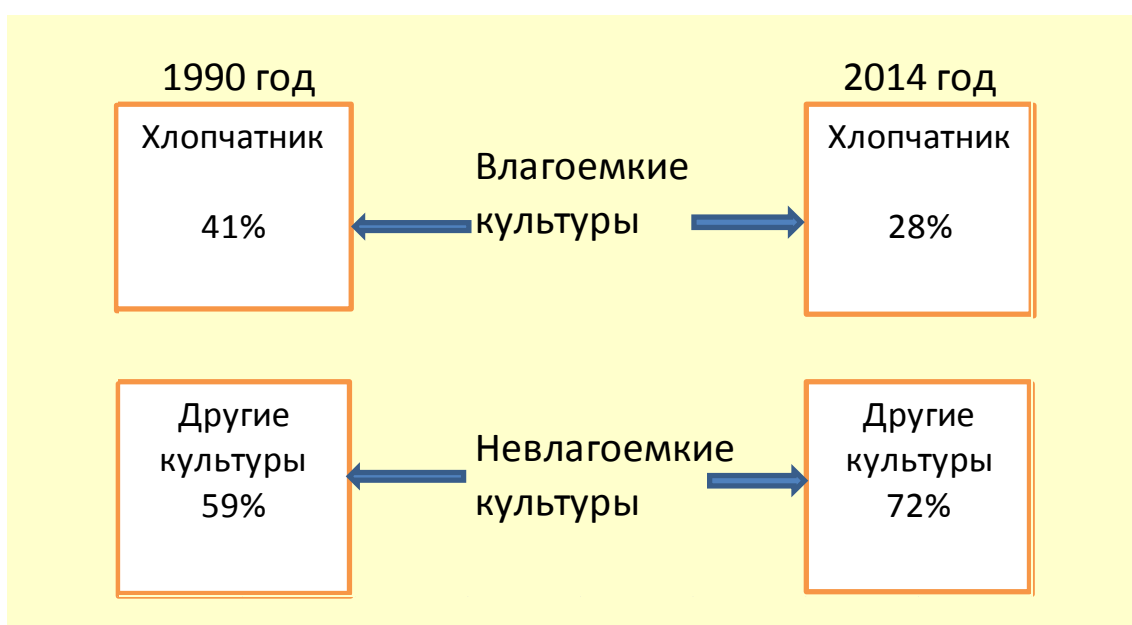 1990 год
2014 год
Хлопчатник
41%
Влагоемкие
культуры
Хлопчатник
28%
Другие
культуры
59%
Невлагоемкие
культуры
Другие
культуры
72%